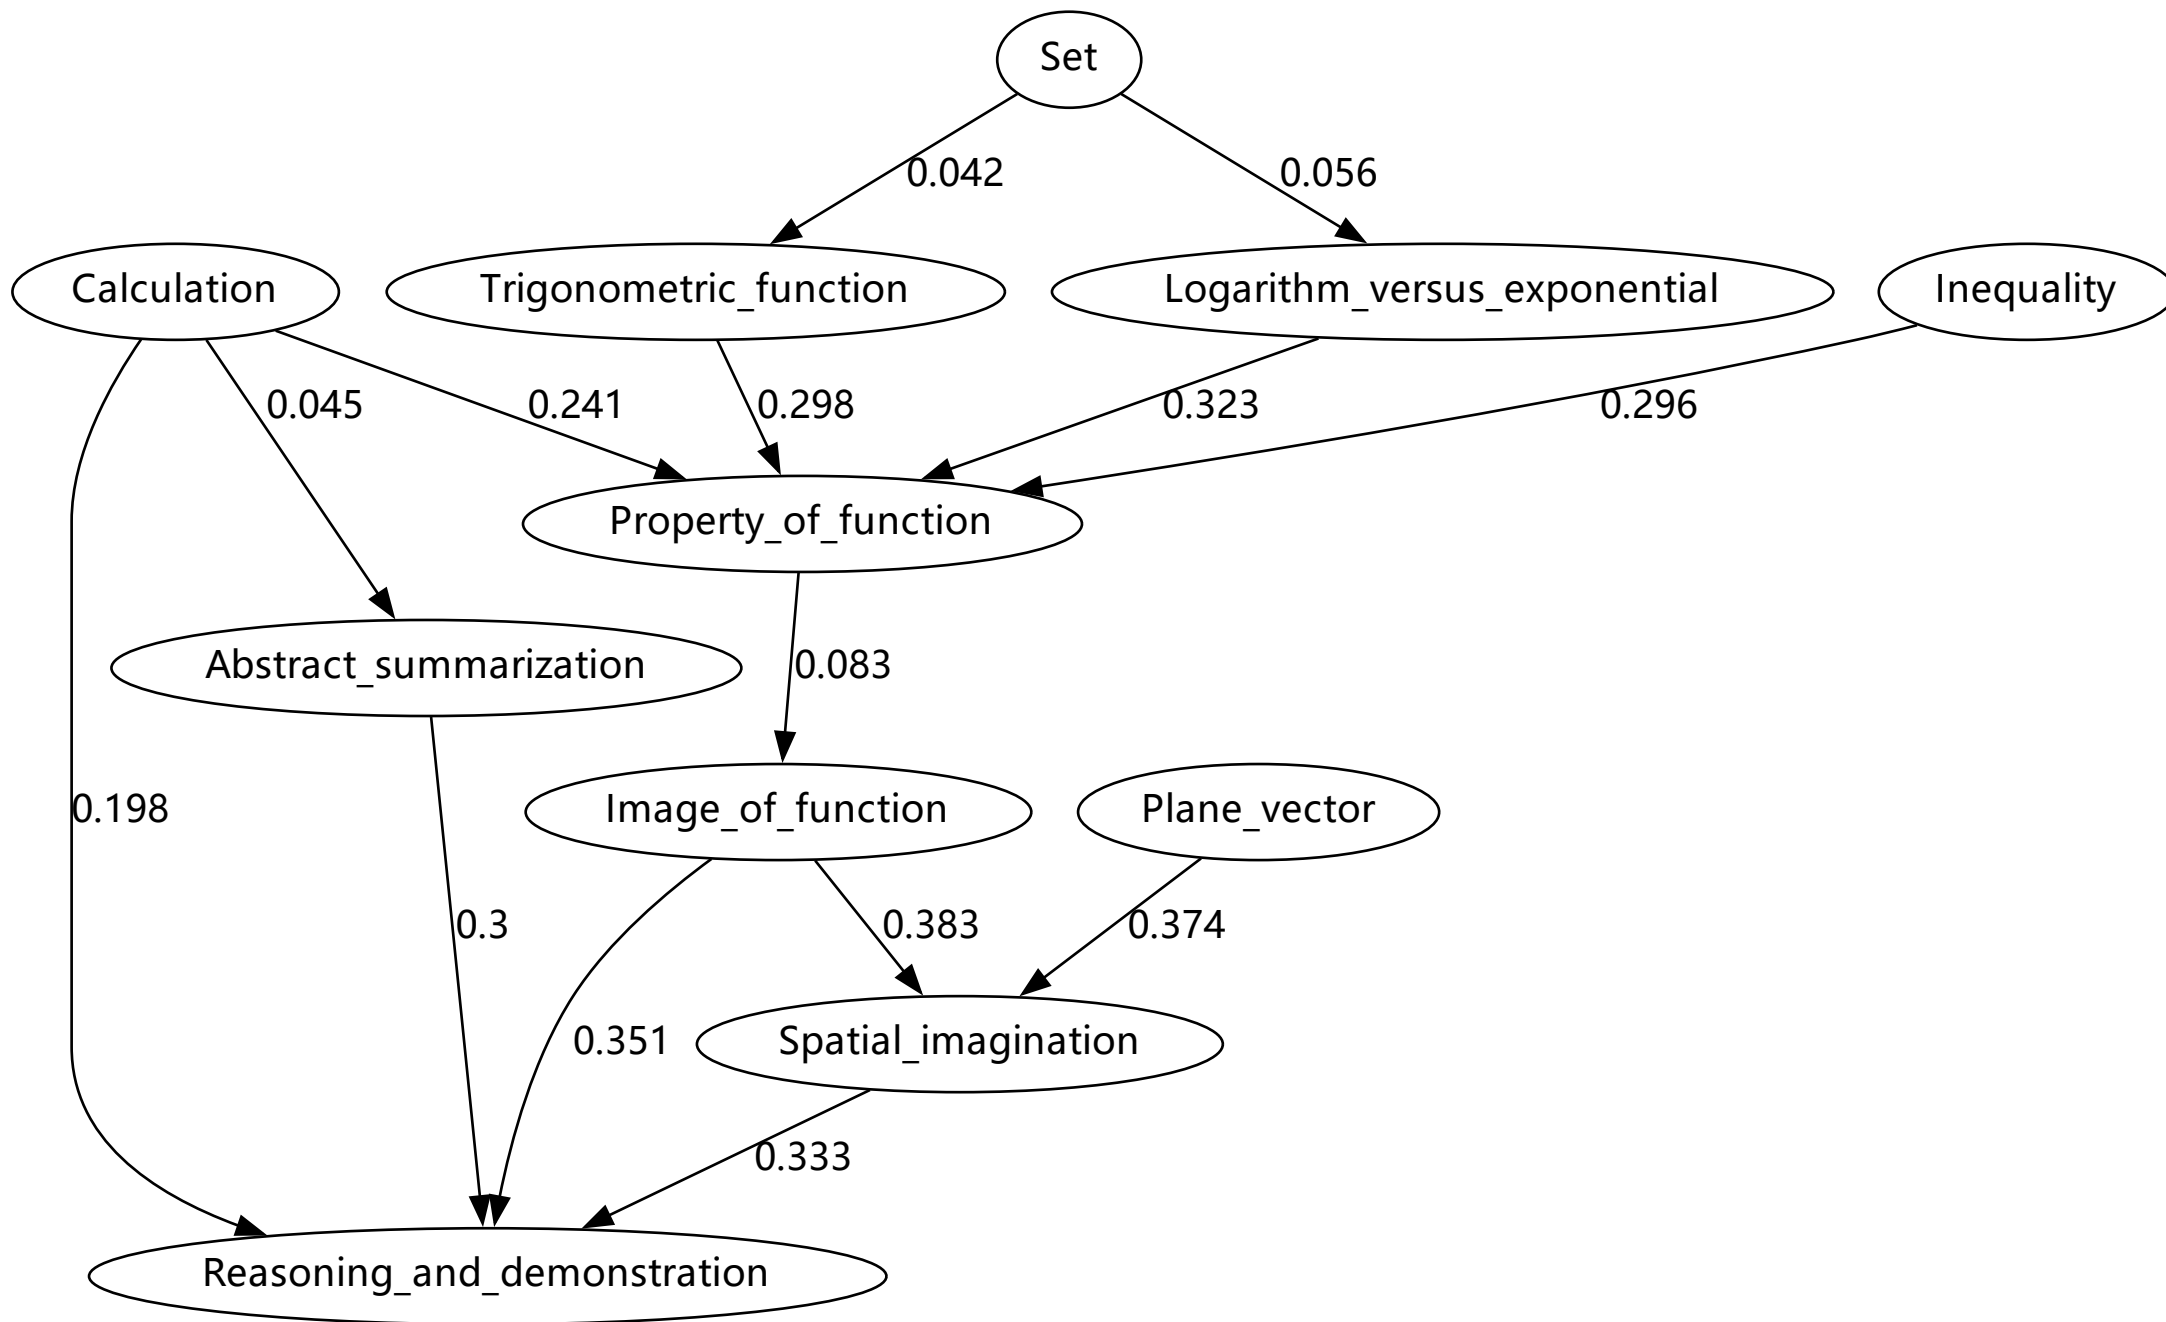 Set
0.042
0.056
Calculation
Trigonometric_function
Logarithm_versus_exponential
Inequality
0.045
0.241
0.298
0.323
0.296
Property_of_function
Abstract_summarization
0.083
0.198
Image_of_function
Plane_vector
0.3
0.383
0.374
0.351
Spatial_imagination
0.333
Reasoning_and_demonstration